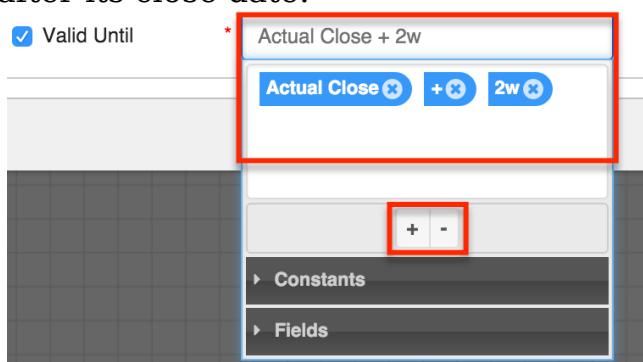 after its close date.
Valid Until * Actual Close + 2w
Actual Close + 2w
+ -
Constants
Fields